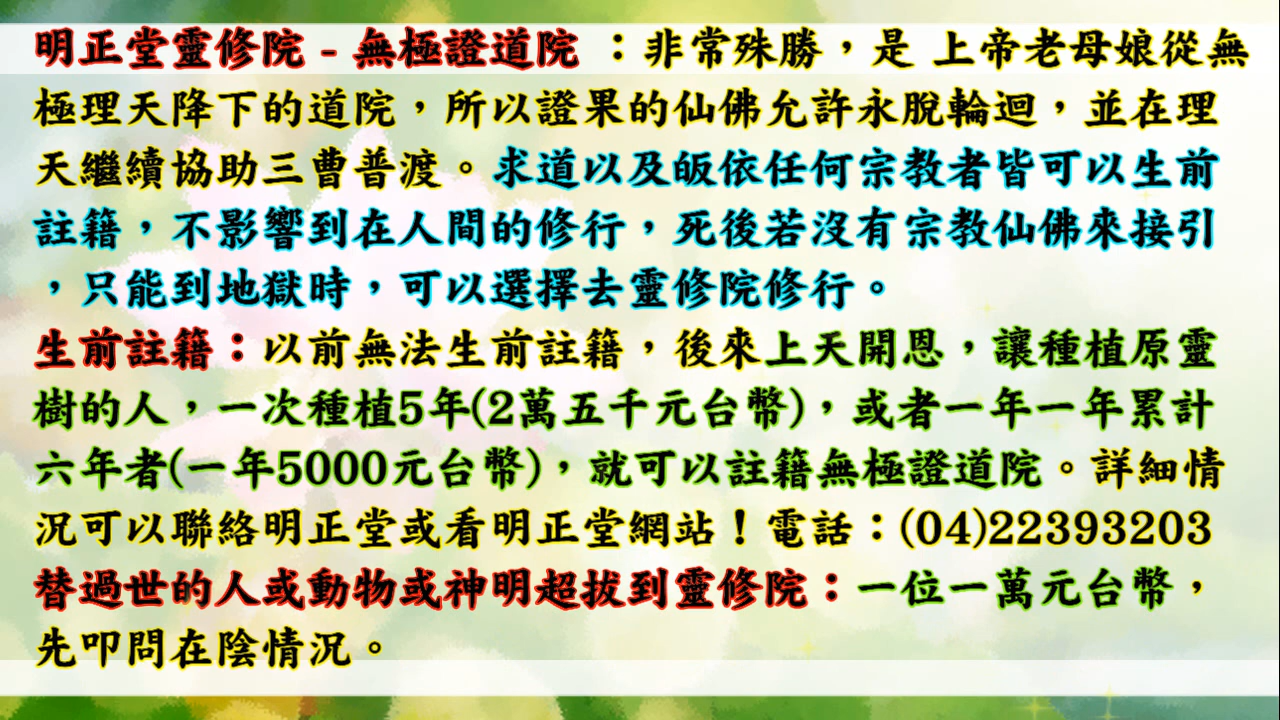 明正堂靈修院 - 無極證道院 ：非常殊勝，是 上帝老母娘從無
極理天降下的道院，所以證果的仙佛允許永脫輪迴，並在理
天繼續協助三曹普渡。求道以及皈依任何宗教者皆可以生前
註籍，不影響到在人間的修行，死後若沒有宗教仙佛來接引
，只能到地獄時，可以選擇去靈修院修行。
生前註籍：以前無法生前註籍，後來上天開恩，讓種植原靈
樹的人，一次種植5年(2萬五千元台幣)，或者一年一年累計
六年者(一年5000元台幣)，就可以註籍無極證道院。詳細情
況可以聯絡明正堂或看明正堂網站！電話：(04)22393203
替過世的人或動物或神明超拔到靈修院：一位一萬元台幣，
先叩問在陰情況。